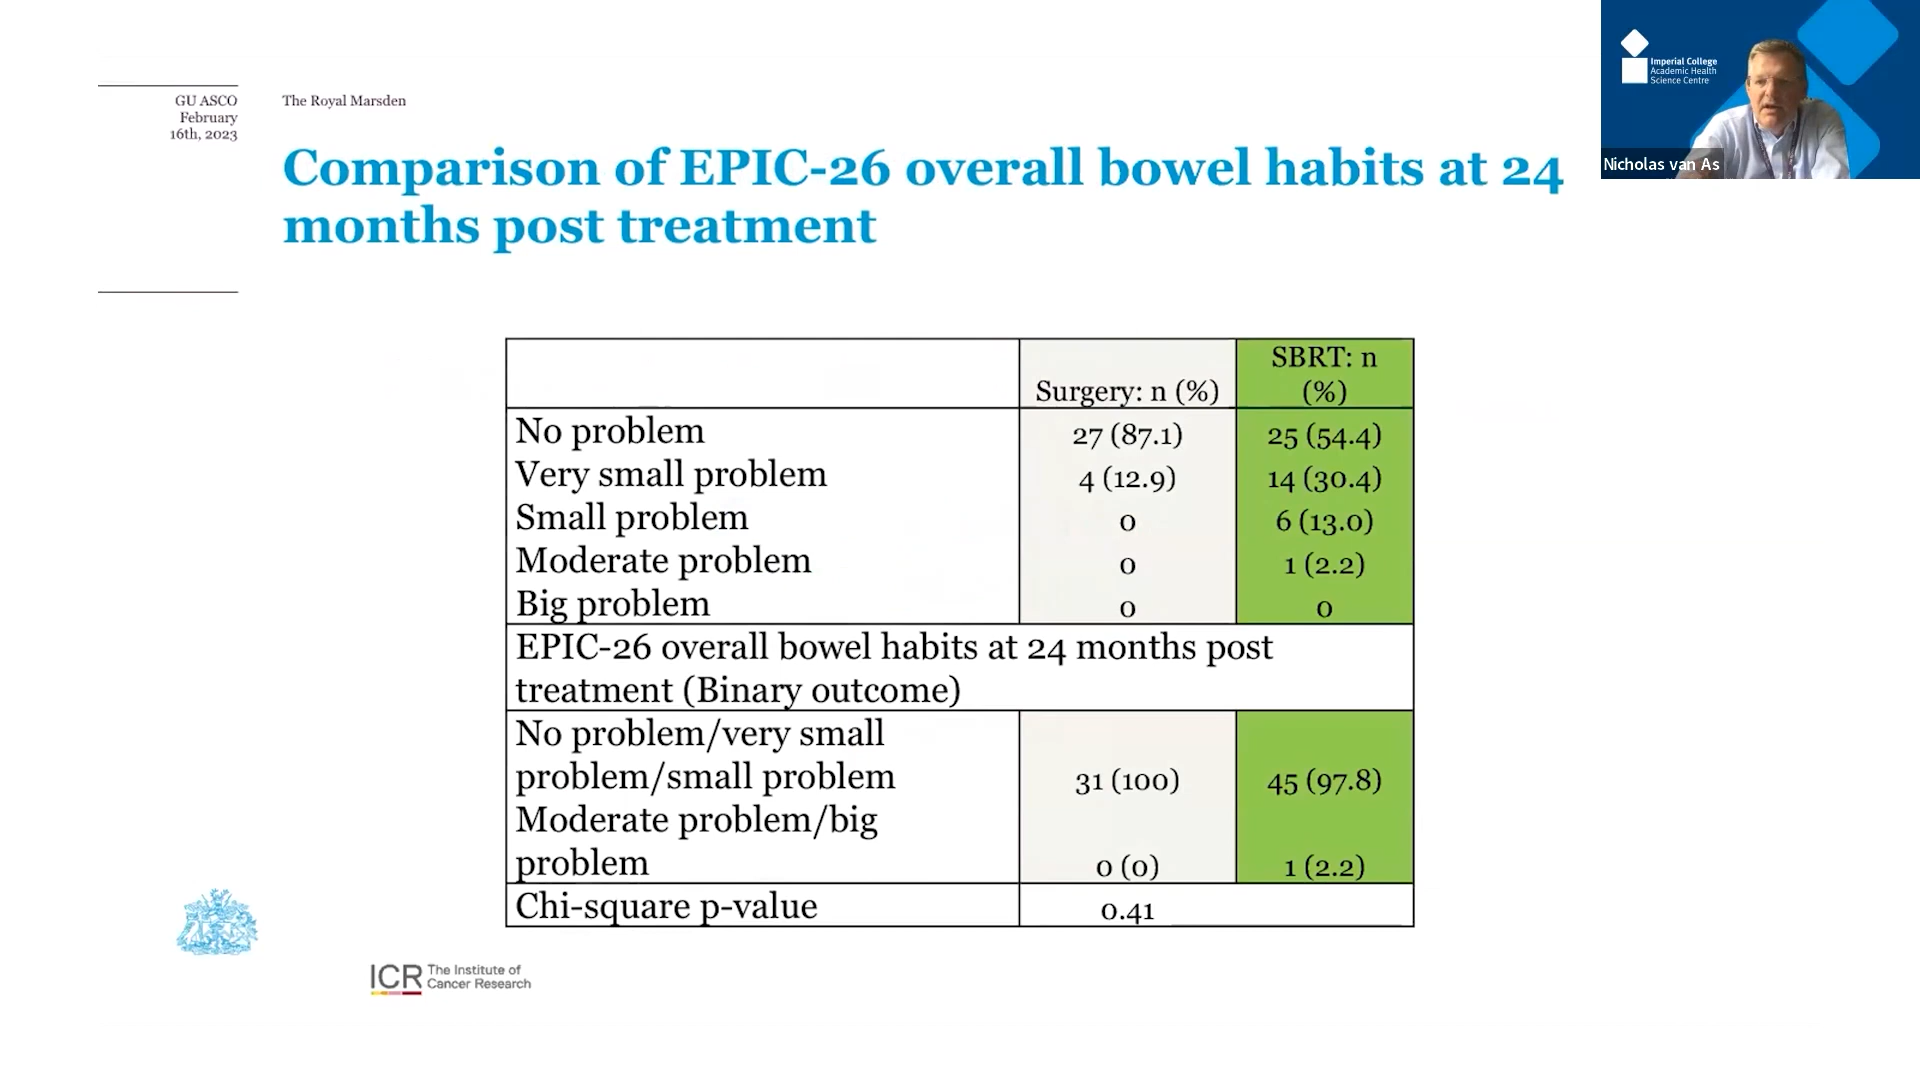 GU ASCO
February
16th, 2023
The Royal Marsden
Comparison of EPIC-26 overall bowel habits at 24
months post treatment
Imperial College
Academic Health
Science Centre
Nicholas van As
Surgery: n (%)
SBRT: n
(%)
No problem 27 (87.1) 25 (54.4)
Very small problem 4 (12.9) 14 (30.4)
Small problem 0 6 (13.0)
Moderate problem 0 1 (2.2)
Big problem 0 0
EPIC-26 overall bowel habits at 24 months post
treatment (Binary outcome)
No problem/very small
problem/small problem 31 (100) 45 (97.8)
Moderate problem/big
problem 0 (0) 1 (2.2)
Chi-square p-value 0.41
ICR The Institute of
Cancer Research